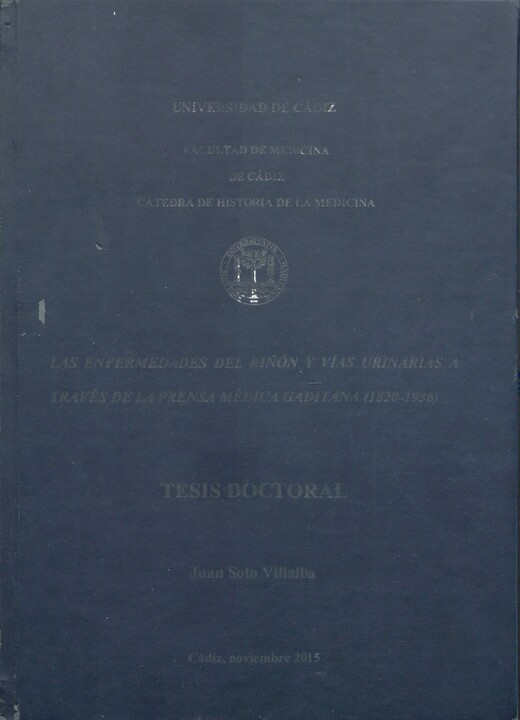 UNIVERSIDAD DE CÁDIZ
FACULTAD DE MEDICINA
DE CÁDIZ
CÁTEDRA DE HISTORIA DE LA MEDICINA
LAS ENFERMEDADES DEL RIÑÓN Y VÍAS URINARIAS A
TRAVÉS DE LA PRENSA MÉDICA GADITANA (1820-1936)
TESIS DOCTORAL
Juan Soto Villalba
Cádiz, noviembre 2015